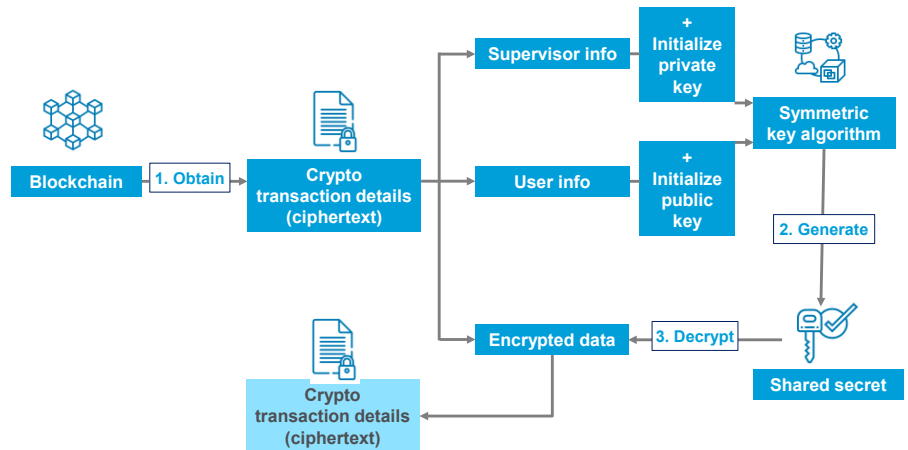 Blockchain
1. Obtain
Crypto
transaction details
(ciphertext)
Supervisor info
+
Initialize
private
key
User info
+
Initialize
public
key
Symmetric
key algorithm
2. Generate
Shared secret
3. Decrypt
Encrypted data
Crypto
transaction details
(ciphertext)